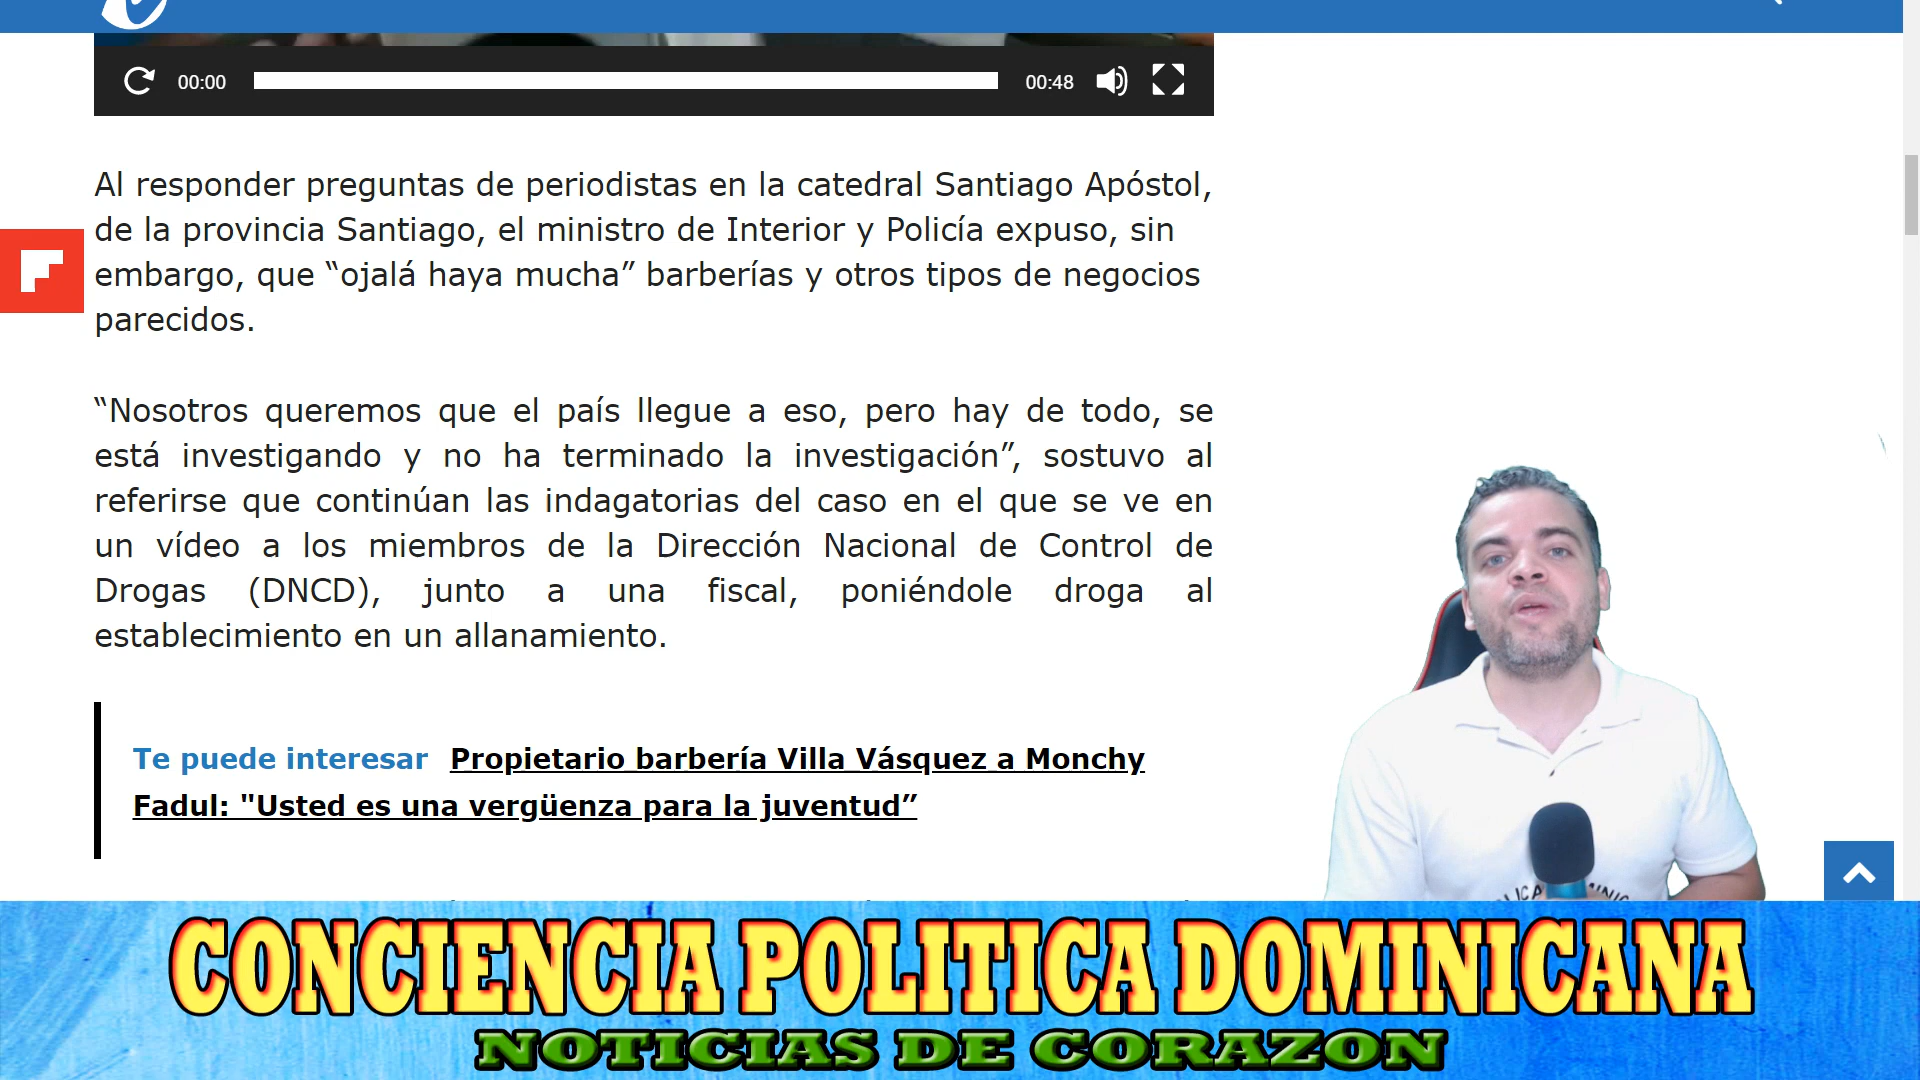 00:00
00:48
Al responder preguntas de periodistas en la catedral Santiago Apóstol,
de la provincia Santiago, el ministro de Interior y Policía expuso, sin
embargo, que “ojalá haya mucha” barberías y otros tipos de negocios
parecidos.
“Nosotros queremos que el país llegue a eso, pero hay de todo, se
está investigando y no ha terminado la investigación”, sostuvo al
referirse que continúan las indagatorias del caso en el que se ve en
un vídeo a los miembros de la Dirección Nacional de Control de
Drogas (DNCD), junto a una fiscal, poniéndole droga al
establecimiento en un allanamiento.
Te puede interesar Propietario barbería Villa Vásquez a Monchy
Fadul: "Usted es una vergüenza para la juventud”
CONCIENCIA POLITICA DOMINICANA
NOTICIAS DE CORAZON